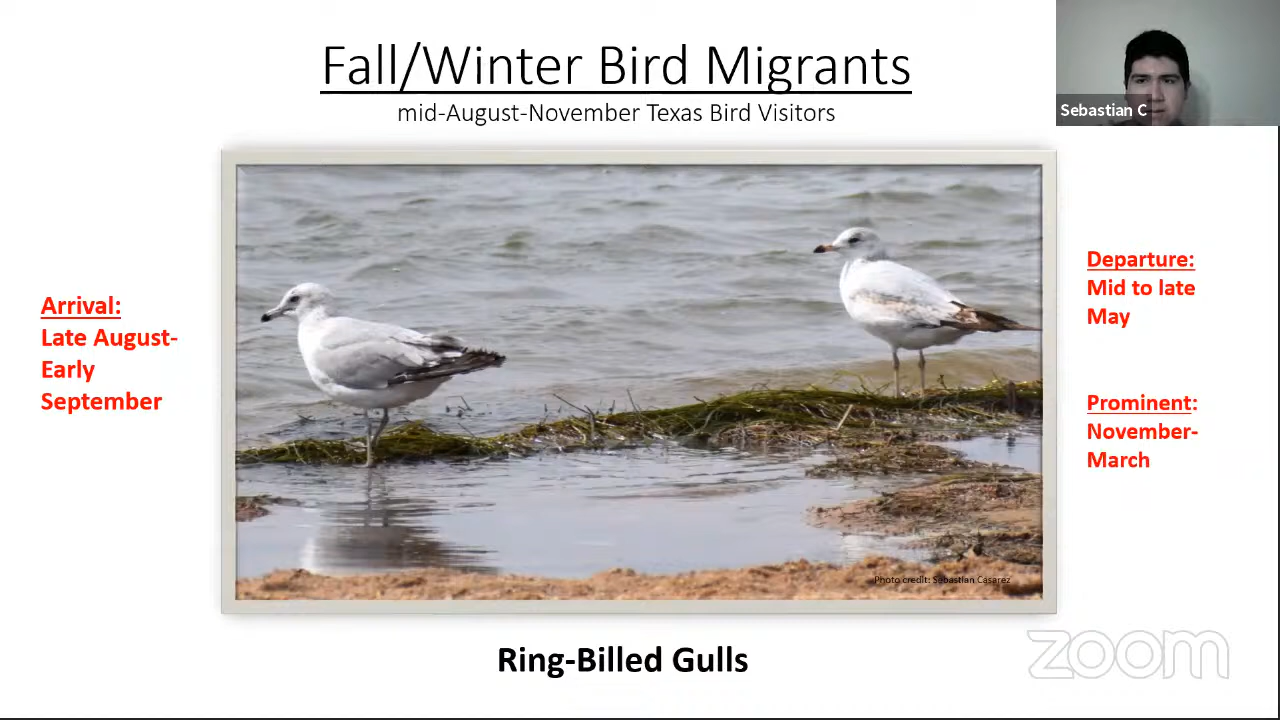 Fall/Winter Bird Migrants
mid-August-November Texas Bird Visitors
Sebastian C
Arrival:
Late August-
Early
September
Departure:
Mid to late
May
Prominent:
November-
March
Photo credit: Sebastian Casarez
Ring-Billed Gulls
zoom